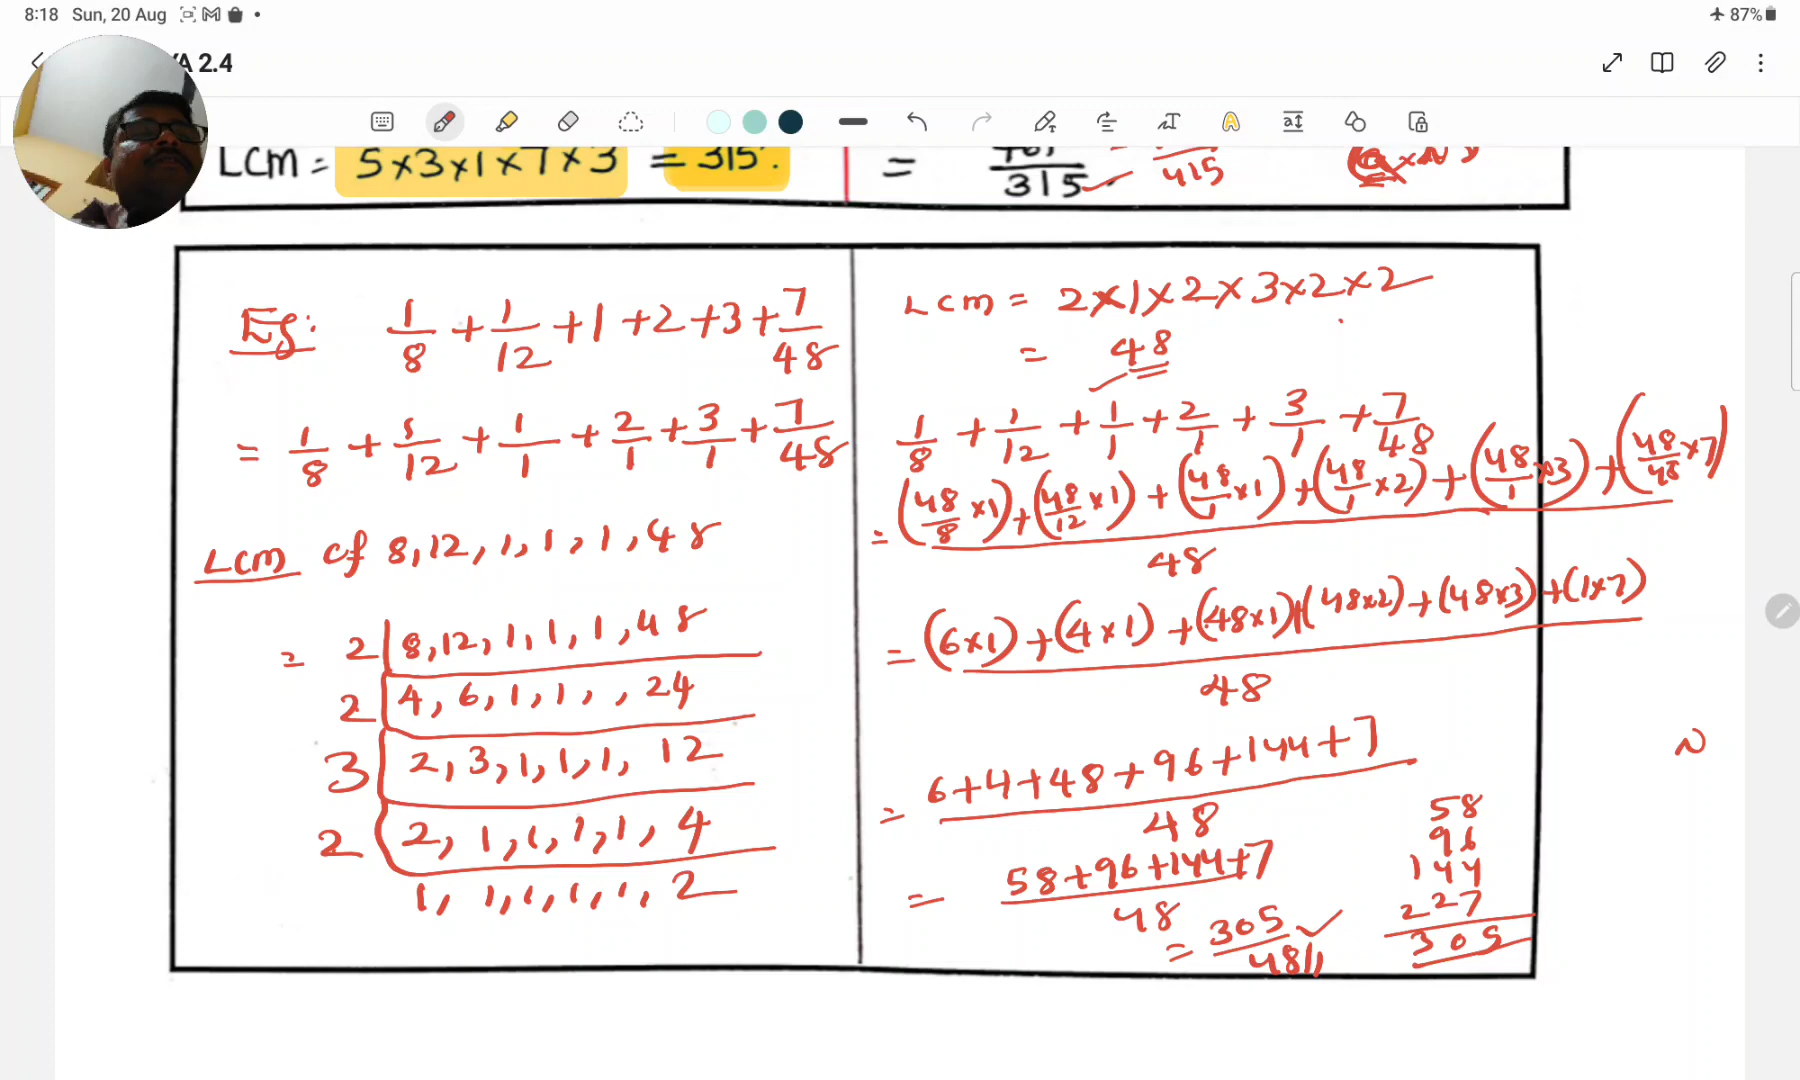 8:18 Sun, 20 Aug
87%
A 2.4
LCM = 5×3×1×7×3 = 315.
=
315
415
Eg: 1/8 + 1/12 + 1 + 2 + 3 + 7/48
= 1/8 + 1/12 + 1/1 + 2/1 + 3/1 + 7/48
LCM of 8, 12, 1, 1, 1, 48
= 2 | 8, 12, 1, 1, 1, 48
2 | 4, 6, 1, 1, , 24
3 | 2, 3, 1, 1, 1, 12
2 | 2, 1, 1, 1, 1, 4
1, 1, 1, 1, 1, 2
LCM = 2×1×2×3×2×2
= 48
1/8 + 1/12 + 1/1 + 2/1 + 3/1 + 7/48
= (48/8 ×1) + (48/12 ×1) + (48/1 ×1) + (48/1 ×2) + (48/1 ×3) + (48/48 ×7)
48
= (6×1) + (4×1) + (48×1) + (48×2) + (48×3) + (1×7)
48
= 6+4+48+96+144+7
48
= 58+96+144+7
48
= 305/48
58
96
144
227
305